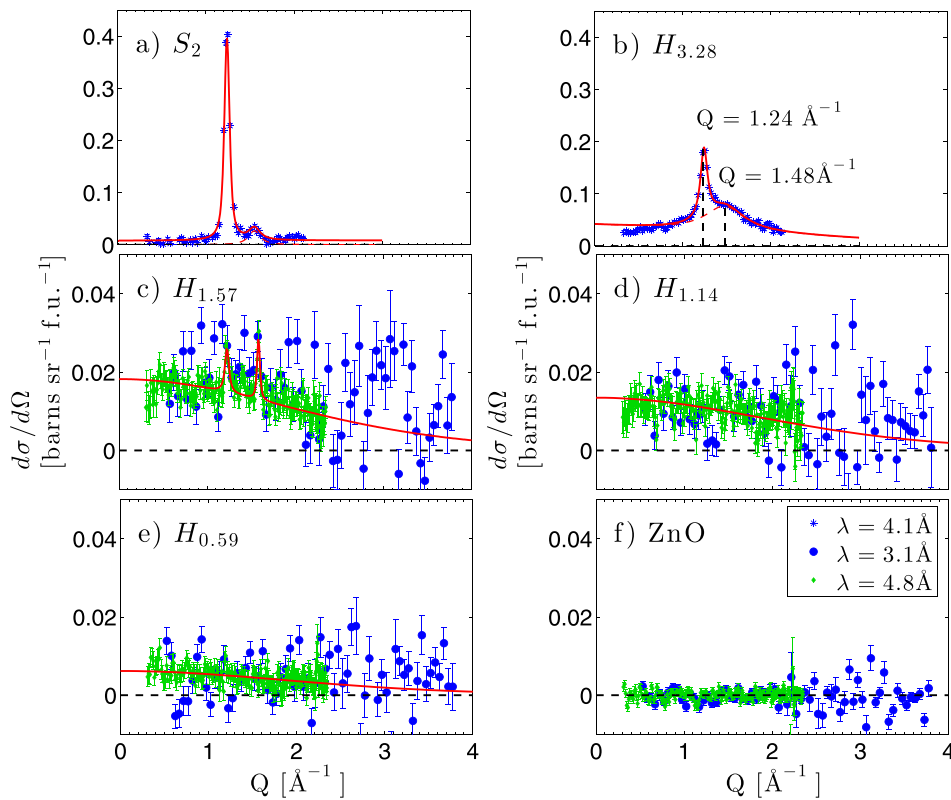 a) S₂
0.4
0.3
0.2
0.1
0
b) H₃.₂₈
Q = 1.24 Å⁻¹
Q = 1.48Å⁻¹
0.4
0.3
0.2
0.1
0
c) H₁.₅₇
0.04
0.02
0
dσ/dΩ
[barns sr⁻¹ f.u.⁻¹]
d) H₁.₁₄
0.04
0.02
0
dσ/dΩ
[barns sr⁻¹ f.u.⁻¹]
e) H₀.₅₉
0.04
0.02
0
0 1 2 3 4
Q [Å⁻¹]
f) ZnO
λ = 4.1Å
λ = 3.1Å
λ = 4.8Å
0.04
0.02
0
0 1 2 3 4
Q [Å⁻¹]